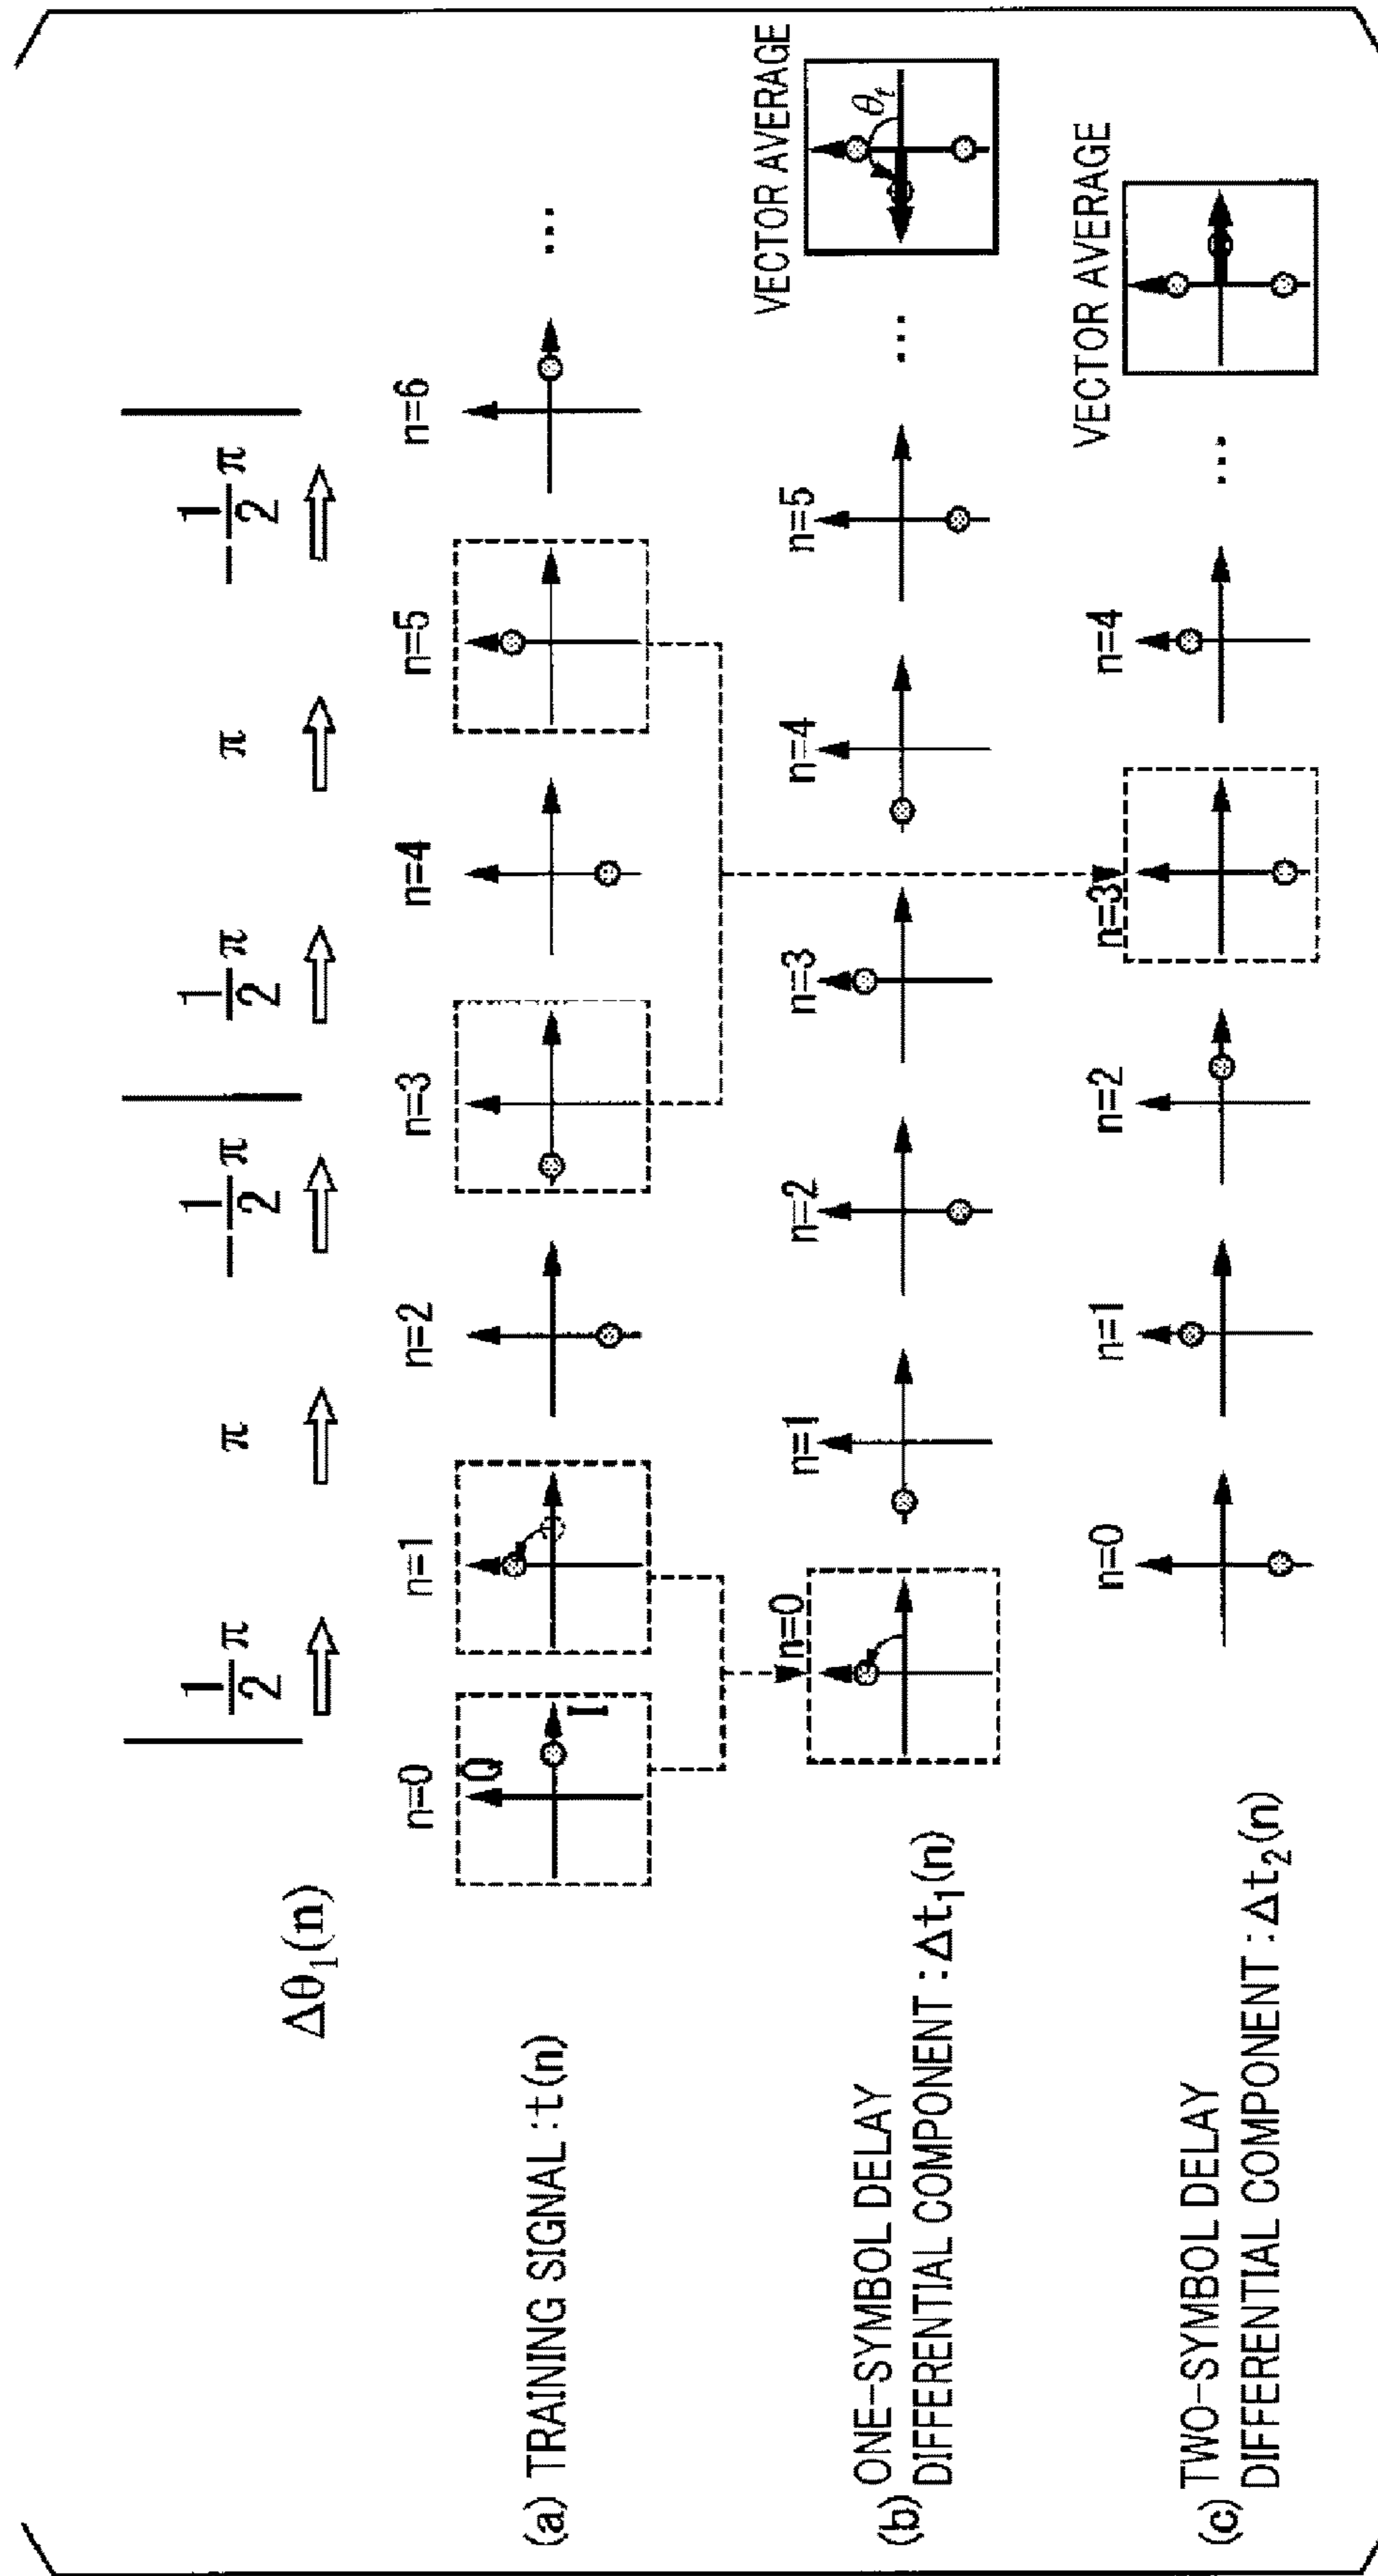 Δθ₁(n)
1/2 π
π
−1/2 π
1/2 π
π
−1/2 π
n=0 n=1 n=2 n=3 n=4 n=5 n=6
Q
I
(a) TRAINING SIGNAL : t(n)
...
n=0 n=1 n=2 n=3 n=4 n=5
(b) ONE-SYMBOL DELAY
DIFFERENTIAL COMPONENT : Δt₁(n)
...
VECTOR AVERAGE
θt
n=0 n=1 n=2 n=3 n=4
(c) TWO-SYMBOL DELAY
DIFFERENTIAL COMPONENT : Δt₂(n)
...
VECTOR AVERAGE